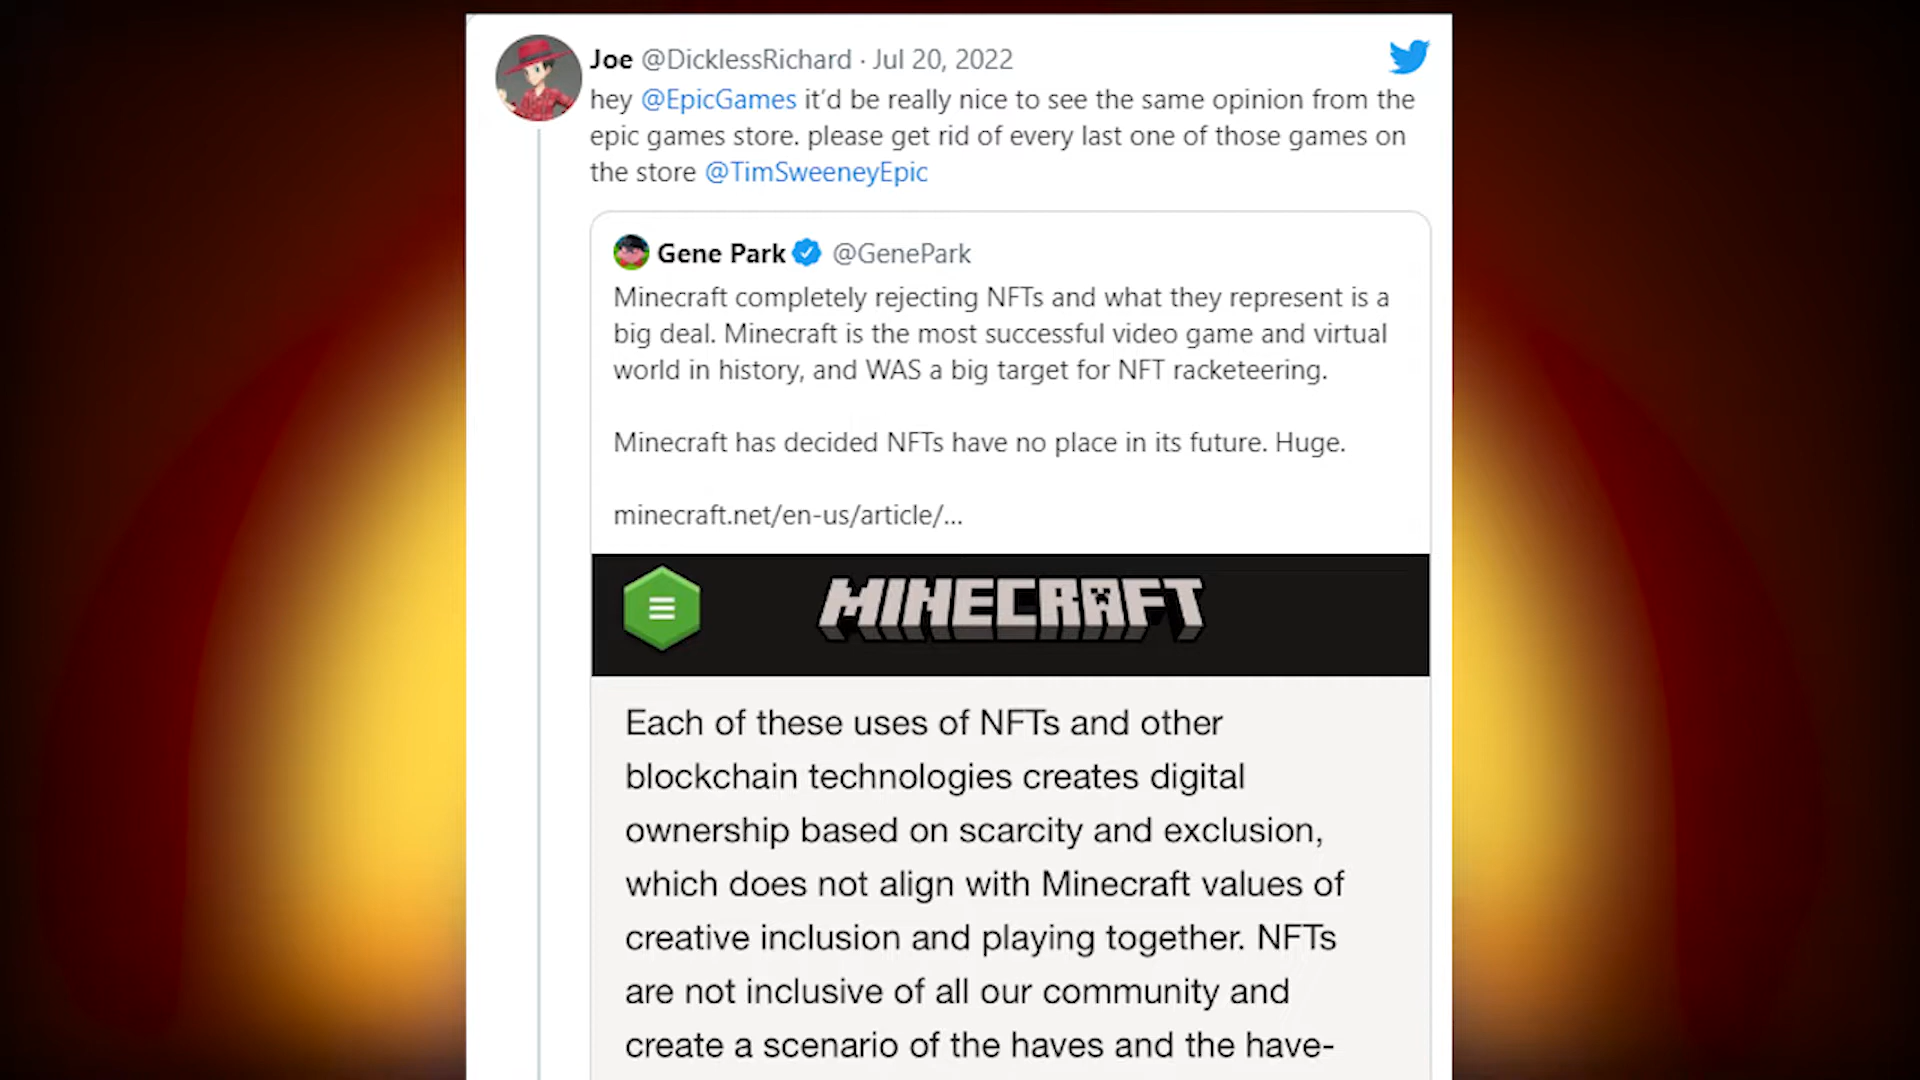 Joe @DicklessRichard · Jul 20, 2022
hey @EpicGames it'd be really nice to see the same opinion from the
epic games store. please get rid of every last one of those games on
the store @TimSweeneyEpic
Gene Park @GenePark
Minecraft completely rejecting NFTs and what they represent is a
big deal. Minecraft is the most successful video game and virtual
world in history, and WAS a big target for NFT racketeering.
Minecraft has decided NFTs have no place in its future. Huge.
minecraft.net/en-us/article/...
MINECRAFT
Each of these uses of NFTs and other
blockchain technologies creates digital
ownership based on scarcity and exclusion,
which does not align with Minecraft values of
creative inclusion and playing together. NFTs
are not inclusive of all our community and
create a scenario of the haves and the have-